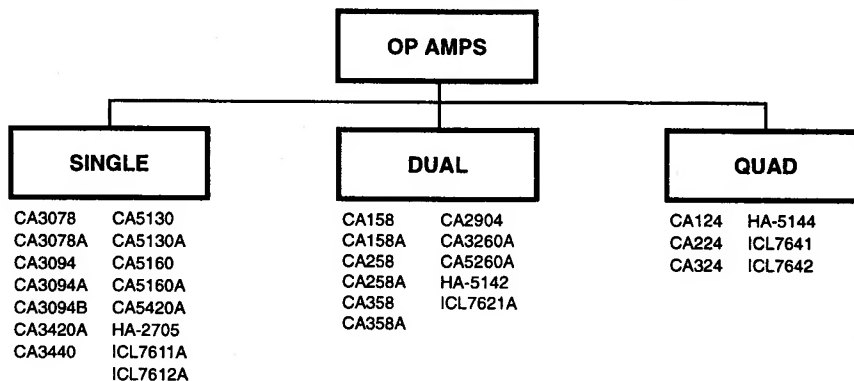 OP AMPS
SINGLE
CA3078 CA5130
CA3078A CA5130A
CA3094 CA5160
CA3094A CA5160A
CA3094B CA5420A
CA3420A HA-2705
CA3440 ICL7611A
ICL7612A
DUAL
CA158 CA2904
CA158A CA3260A
CA258 CA5260A
CA258A HA-5142
CA358 ICL7621A
CA358A
QUAD
CA124 HA-5144
CA224 ICL7641
CA324 ICL7642